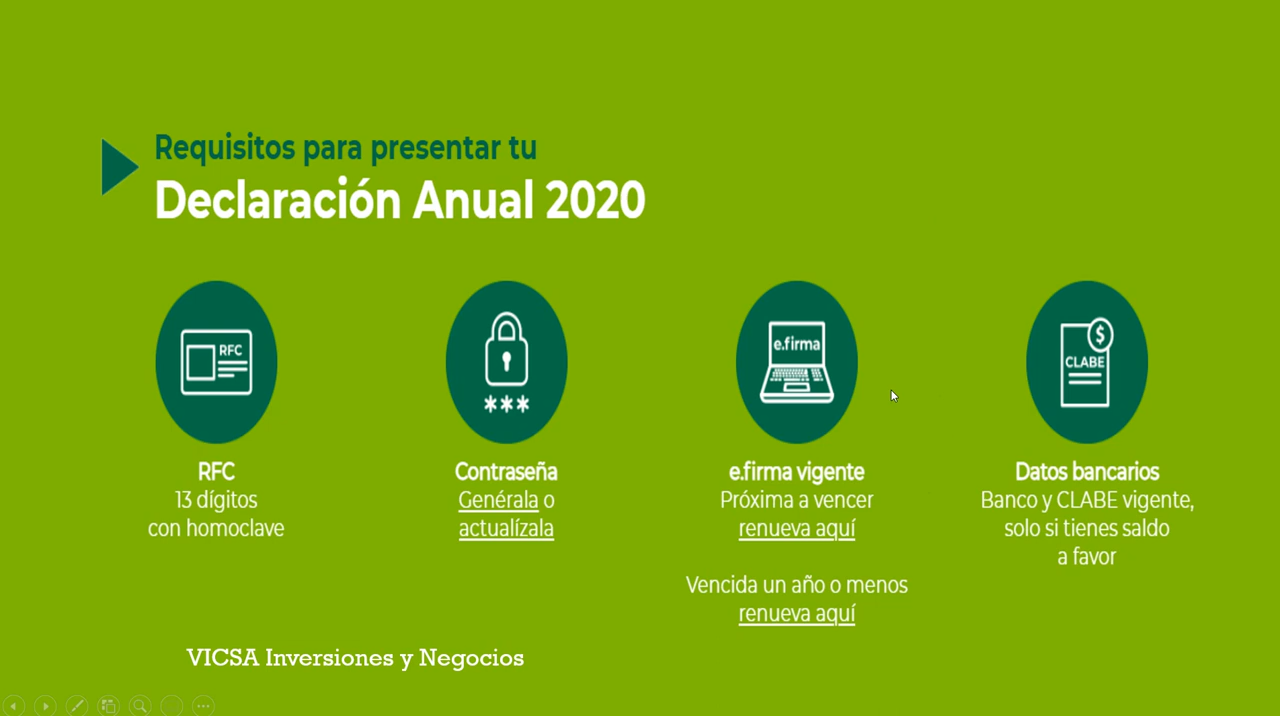 Requisitos para presentar tu
Declaración Anual 2020
RFC
***
e.firma
$
CLABE
RFC
13 dígitos
con homoclave
Contraseña
Genérala o
actualízala
e.firma vigente
Próxima a vencer
renueva aquí
Vencida un año o menos
renueva aquí
Datos bancarios
Banco y CLABE vigente,
solo si tienes saldo
a favor
VICSA Inversiones y Negocios